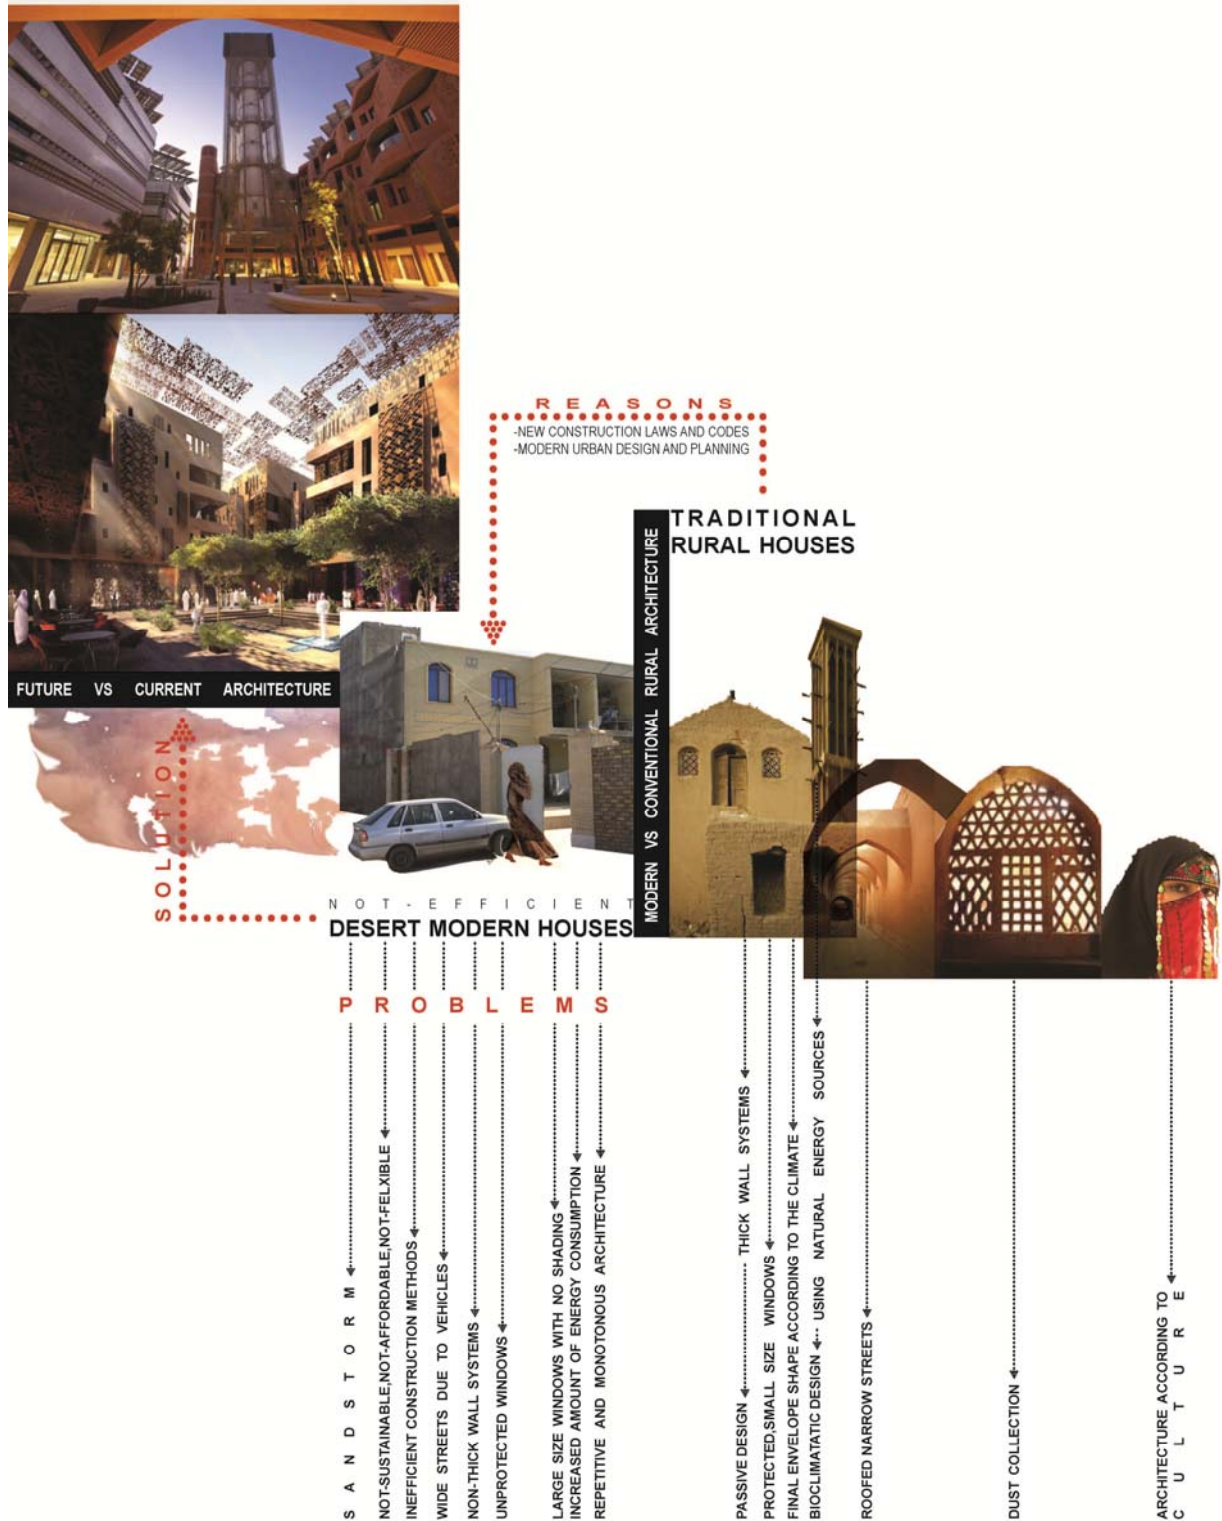 REASONS
-NEW CONSTRUCTION LAWS AND CODES
-MODERN URBAN DESIGN AND PLANNING
TRADITIONAL
RURAL HOUSES
MODERN VS CONVENTIONAL RURAL ARCHITECTURE
FUTURE VS CURRENT ARCHITECTURE
SOLUTION
NOT-EFFICIENT
DESERT MODERN HOUSES
PROBLEMS
SANDSTORM
NOT-SUSTAINABLE,NOT-AFFORDABLE,NOT-FELXIBLE
INEFFICIENT CONSTRUCTION METHODS
WIDE STREETS DUE TO VEHICLES
NON-THICK WALL SYSTEMS
UNPROTECTED WINDOWS
LARGE SIZE WINDOWS WITH NO SHADING
INCREASED AMOUNT OF ENERGY CONSUMPTION
REPETITIVE AND MONOTONOUS ARCHITECTURE
PASSIVE DESIGN THICK WALL SYSTEMS
PROTECTED,SMALL SIZE WINDOWS
FINAL ENVELOPE SHAPE ACCORDING TO THE CLIMATE
BIOCLIMATATIC DESIGN USING NATURAL ENERGY SOURCES
ROOFED NARROW STREETS
DUST COLLECTION
ARCHITECTURE ACCORDING TO
CULTURE